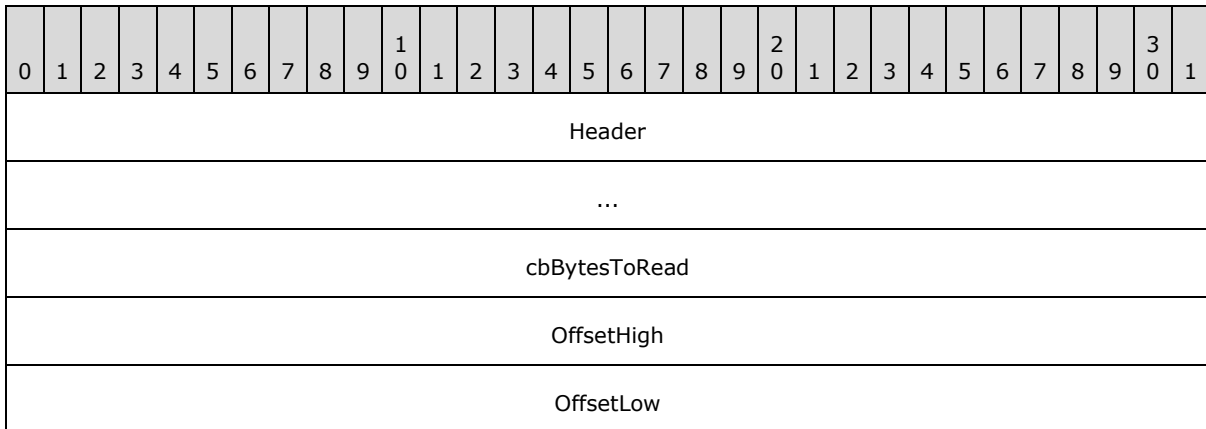 1 2 3
0 1 2 3 4 5 6 7 8 9 0 1 2 3 4 5 6 7 8 9 0 1 2 3 4 5 6 7 8 9 0 1
Header
...
cbBytesToRead
OffsetHigh
OffsetLow